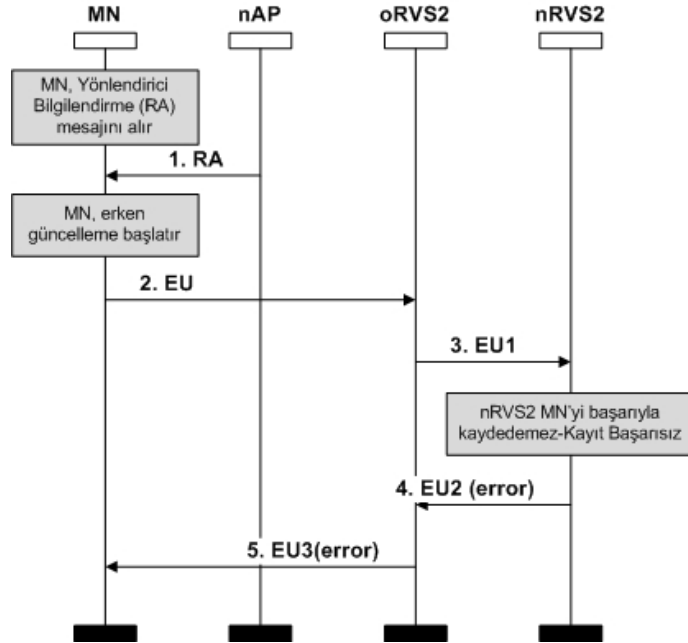 MN nAP oRVS2 nRVS2
MN, Yönlendirici
Bilgilendirme (RA)
mesajını alır
1. RA
MN, erken
güncelleme başlatır
2. EU
3. EU1
nRVS2 MN'yi başarıyla
kaydedemez-Kayıt Başarısız
4. EU2 (error)
5. EU3(error)